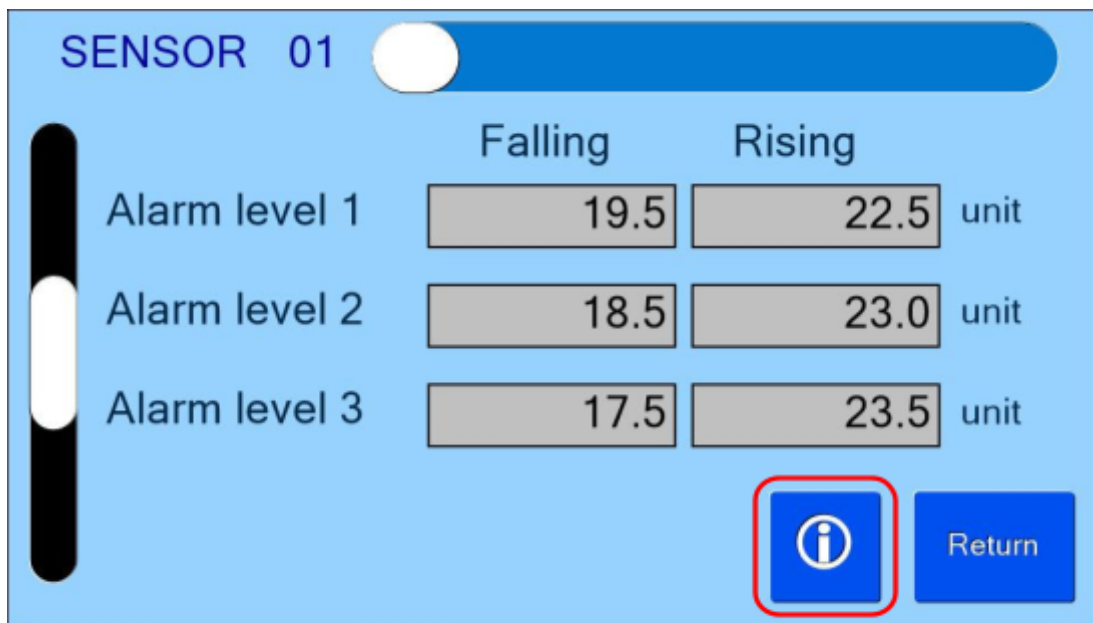 SENSOR 01
Falling Rising
Alarm level 1 19.5 22.5 unit
Alarm level 2 18.5 23.0 unit
Alarm level 3 17.5 23.5 unit
Return